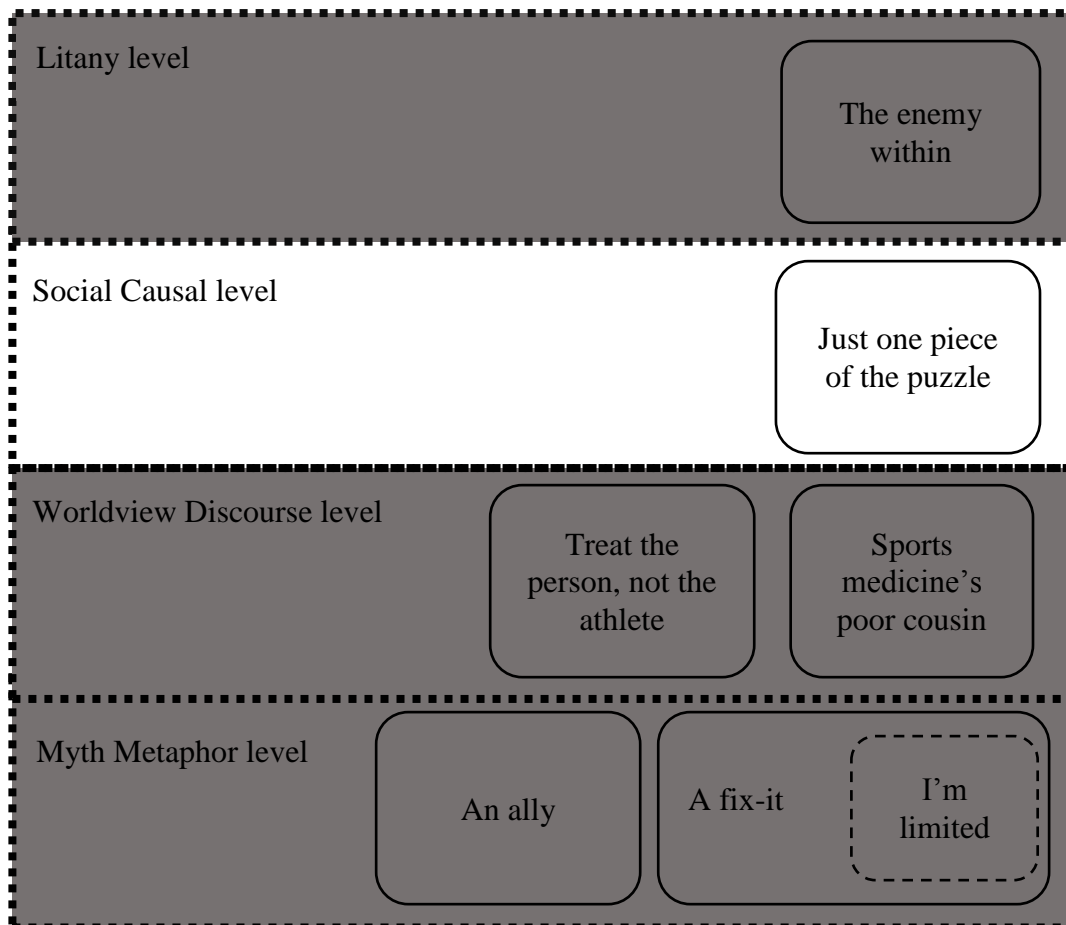 Litany level
The enemy
within
Social Causal level
Just one piece
of the puzzle
Worldview Discourse level
Treat the
person, not the
athlete
Sports
medicine’s
poor cousin
Myth Metaphor level
An ally
A fix-it
I’m
limited